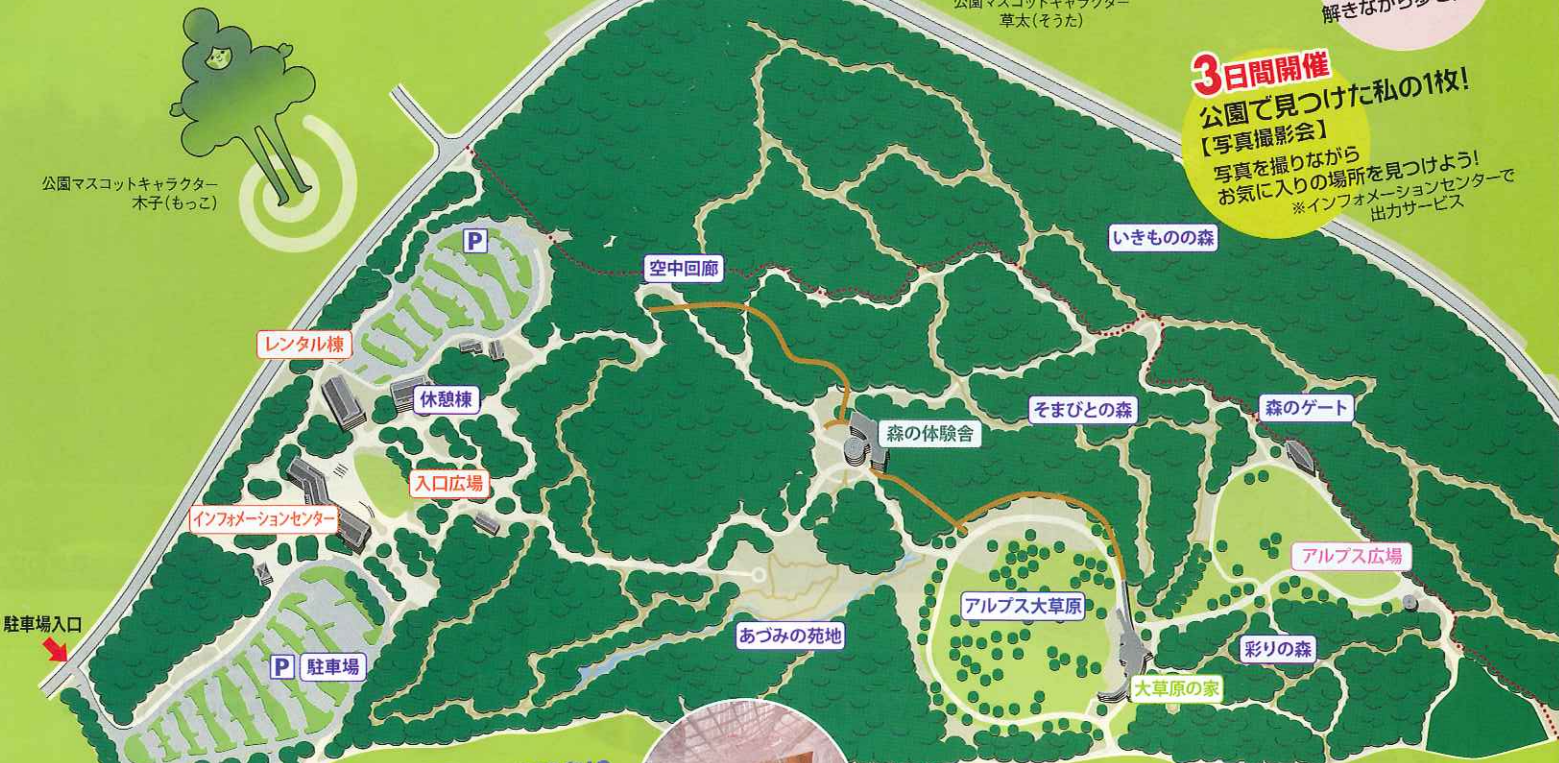 公園マスコットキャラクター
草太（そうた）
解きながら歩
3日間開催
公園で見つけた私の1枚！
【写真撮影会】
写真を撮りながら
お気に入りの場所を見つけよう！
※インフォメーションセンターで
出力サービス
公園マスコットキャラクター
木子（もっこ）
P
いきものの森
空中回廊
レンタル棟
休憩棟
そまびとの森
森のゲート
森の体験舎
入口広場
インフォメーションセンター
アルプス広場
アルプス大草原
駐車場入口
あづみの苑地
彩りの森
P 駐車場
大草原の家